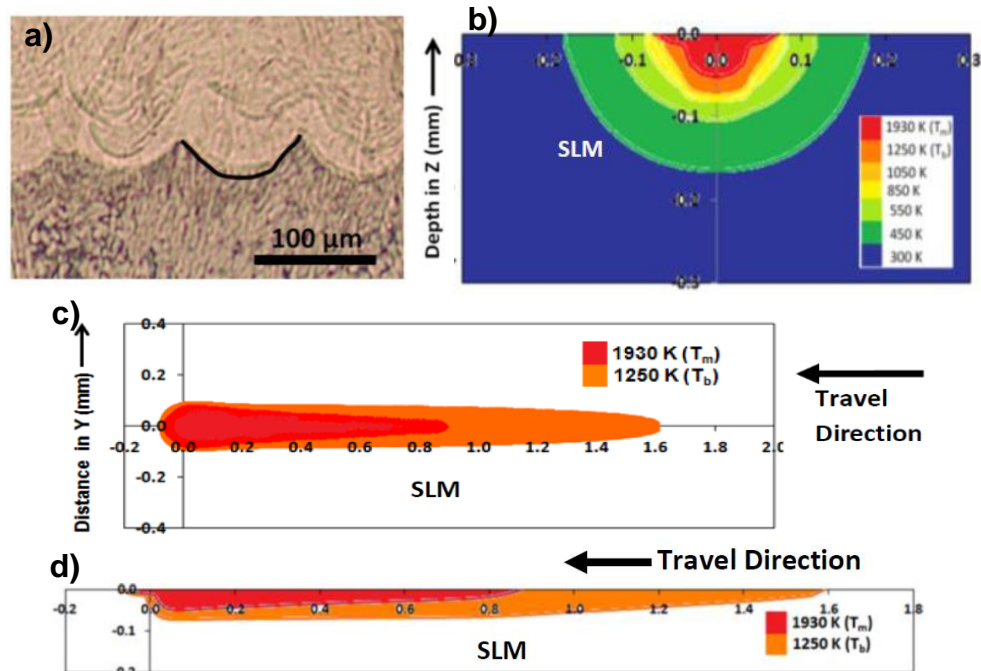 a)
100 µm
b)
Depth in Z (mm)
0.3 -0.1 0.0 0.0 0.1 0.2 0.3
-0.1
-0.2
-0.3
SLM
1930 K (Tm)
1250 K (Tb)
1050 K
850 K
550 K
450 K
300 K
c)
Distance in Y (mm)
0.4
0.2
0.0
-0.2
-0.4
-0.2 0.0 0.2 0.4 0.6 0.8 1.0 1.2 1.4 1.6 1.8
1930 K (Tm)
1250 K (Tb)
SLM
Travel
Direction
d)
Travel Direction
0.0
-0.1
-0.2 0.0 0.2 0.4 0.6 0.8 1.0 1.2 1.4 1.6 1.8
1930 K (Tm)
1250 K (Tb)
SLM